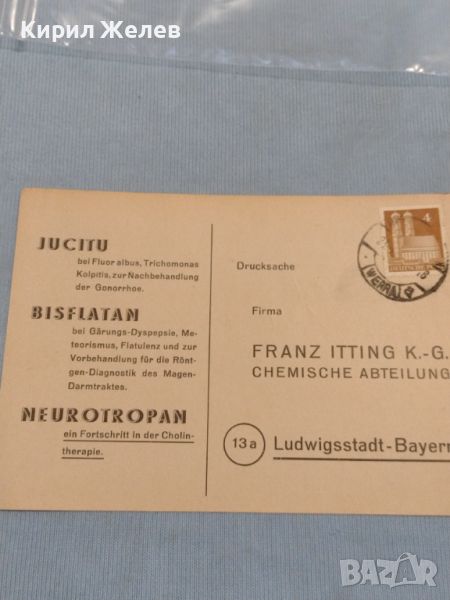 Кирил Желев
JUCITU
bei Fluor albus, Trichomonas
Kolpitis, zur Nachbehandlung
der Gonorrhoe.
BISFLATAN
bei Gärungs-Dyspepsie, Me-
teorismus, Flatulenz und zur
Vorbehandlung für die Rönt-
gen-Diagnostik des Magen-
Darmtraktes.
NEUROTROPAN
ein Fortschritt in der Cholin-
therapie.
4
WERRA
Drucksache
Firma
FRANZ ITTING K.-G.
CHEMISCHE ABTEILUNG
13a
Ludwigsstadt-Bayern
BAZAR